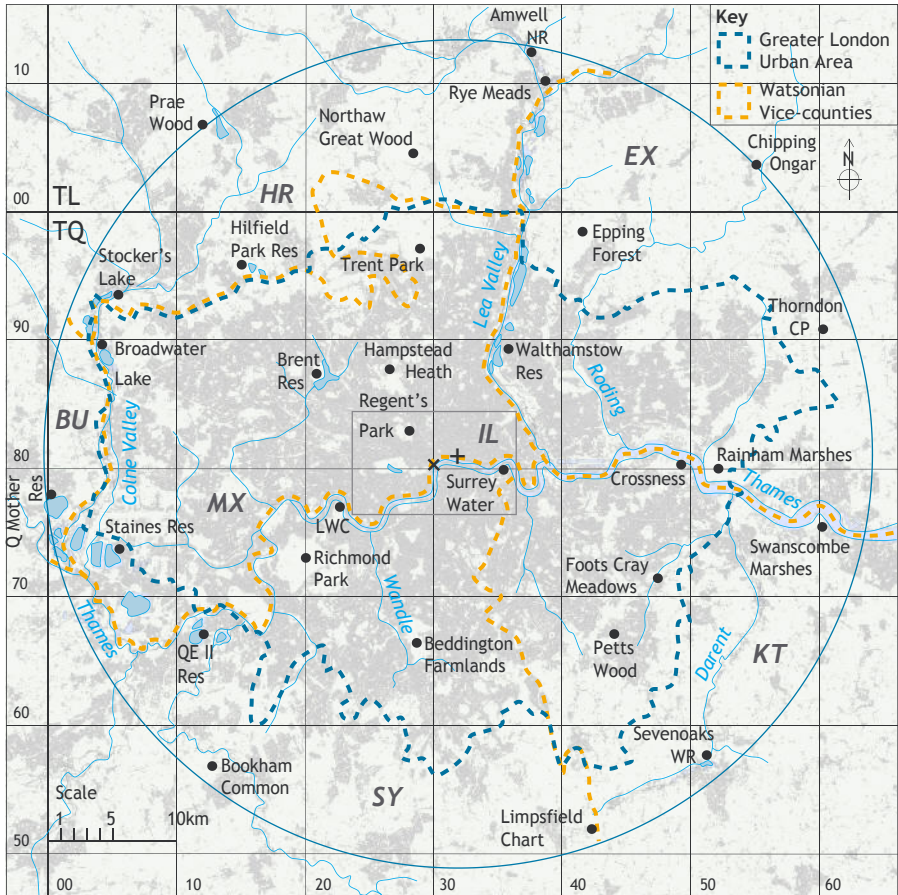 Amwell
NR
Key
Greater London
Urban Area
Watsonian
Vice-counties
10
Rye Meads
Prae
Wood
Northaw
Great Wood
EX
Chipping
Ongar
N
HR
TL
00
TQ
Hilfield
Park Res
Epping
Forest
Stocker's
Lake
Trent Park
Lea Valley
Thorndon
CP
90
Broadwater
Lake
Brent
Res
Hampstead
Heath
Walthamstow
Res
Roding
Regent's
Park
BU
Colne Valley
IL
80
Q Mother
Res
MX
Surrey
Water
Crossness
Rainham Marshes
Thames
LWC
Staines Res
Richmond
Park
Foots Cray
Meadows
Swanscombe
Marshes
70
Thames
Wandle
QE II
Res
Beddington
Farmlands
Petts
Wood
Darent
KT
60
Sevenoaks
WR
Bookham
Common
SY
Scale
1 5 10km
Limpsfield
Chart
50
00 10 20 30 40 50 60